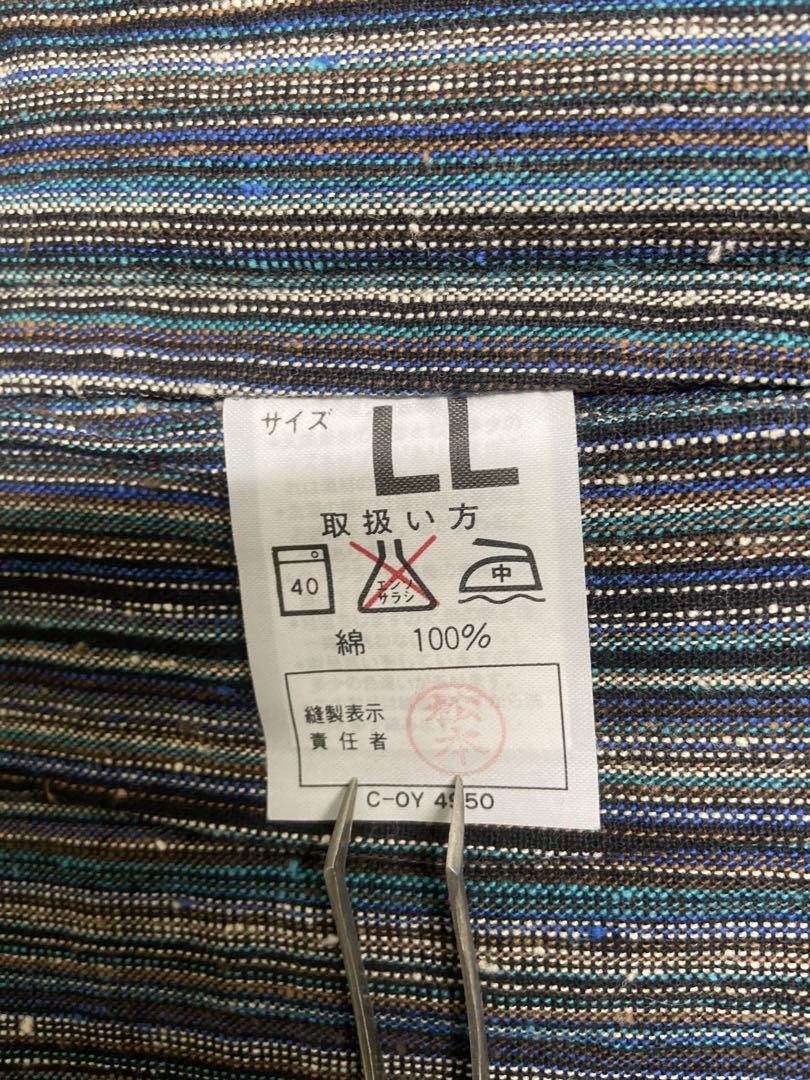 サイズ LL
取扱い方
40 エンソ サラシ 中
綿 100%
縫製表示
責任者 松本
C-OY 4950